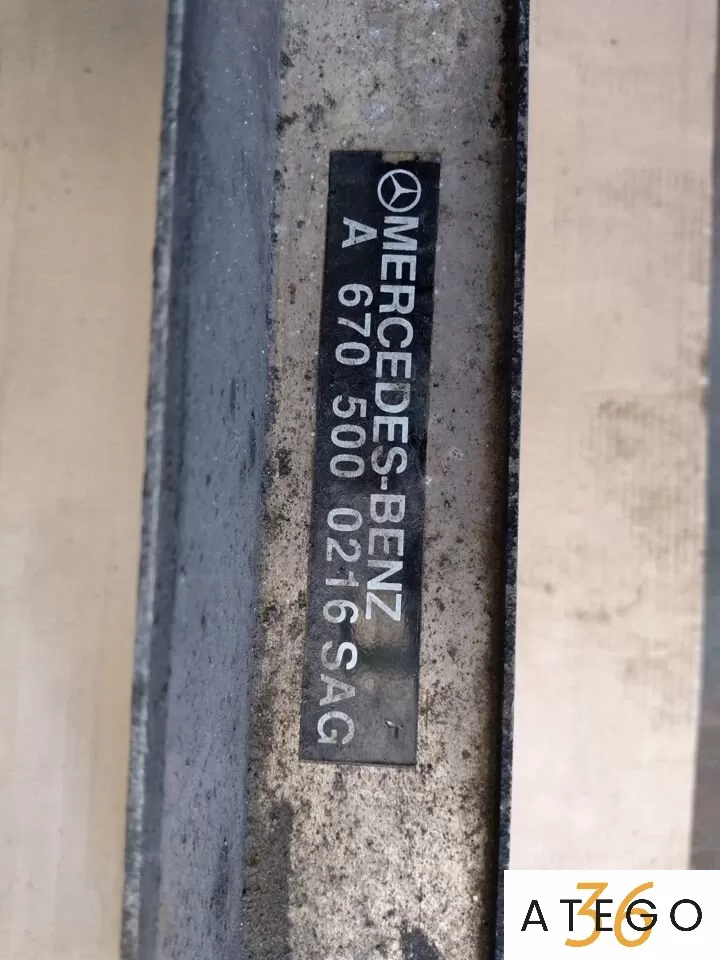 MERCEDES-BENZ
A 670 500 0216 SAG
36
ATEGO